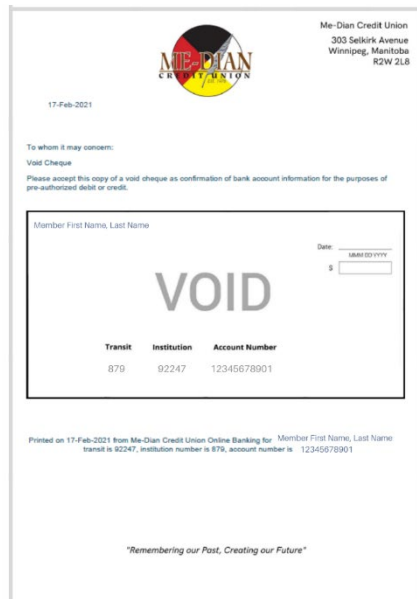 Me-Dian Credit Union
303 Selkirk Avenue
Winnipeg, Manitoba
R2W 2L8
ME-DIAN
CREDIT UNION
17-Feb-2021
To whom it may concern:
Void Cheque
Please accept this copy of a void cheque as confirmation of bank account information for the purposes of
pre-authorized debit or credit.
Member First Name, Last Name
Date:
MMM DD YYYY
$
VOID
Transit Institution Account Number
879 92247 12345678901
Printed on 17-Feb-2021 from Me-Dian Credit Union Online Banking for Member First Name, Last Name
transit is 92247, institution number is 879, account number is 12345678901
"Remembering our Past, Creating our Future"